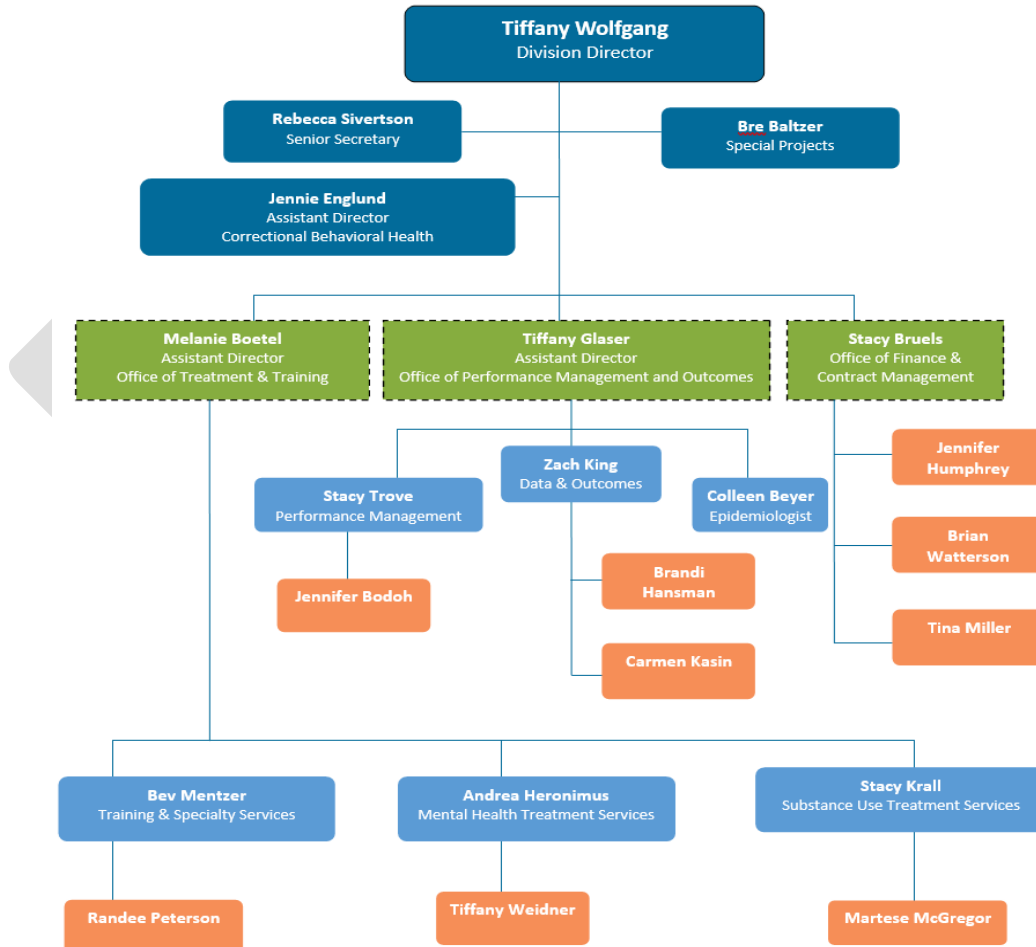 Tiffany Wolfgang
Division Director
Rebecca Sivertson
Senior Secretary
Bre Baltzer
Special Projects
Jennie Englund
Assistant Director
Correctional Behavioral Health
Melanie Boetel
Assistant Director
Office of Treatment & Training
Tiffany Glaser
Assistant Director
Office of Performance Management and Outcomes
Stacy Bruels
Office of Finance &
Contract Management
Stacy Trove
Performance Management
Zach King
Data & Outcomes
Colleen Beyer
Epidemiologist
Jennifer
Humphrey
Brian
Watterson
Tina Miller
Jennifer Bodoh
Brandi
Hansman
Carmen Kasin
Bev Mentzer
Training & Specialty Services
Andrea Heronimus
Mental Health Treatment Services
Stacy Krall
Substance Use Treatment Services
Randee Peterson
Tiffany Weidner
Martese McGregor